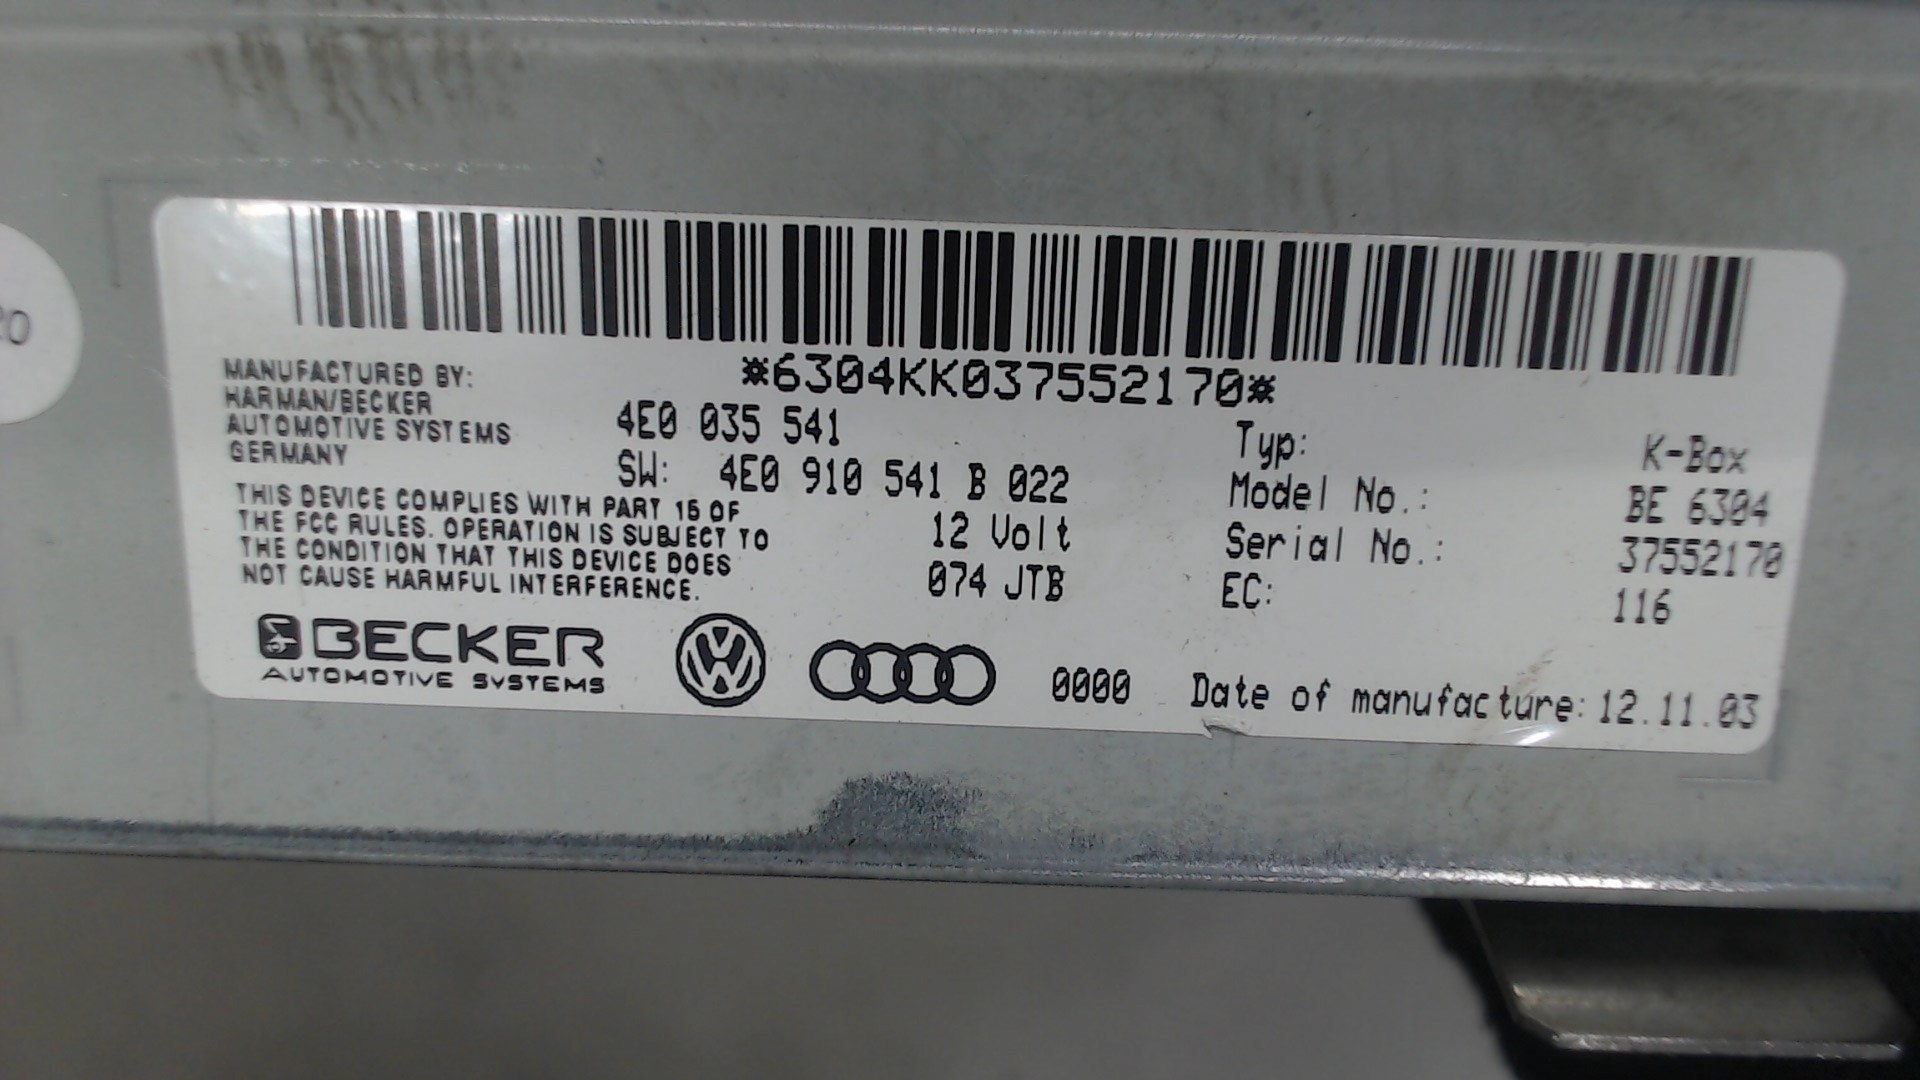 *6304KK037552170*
MANUFACTURED BY:
HARMAN/BECKER
AUTOMOTIVE SYSTEMS
GERMANY
4E0 035 541
SW: 4E0 910 541 B 022
12 Volt
074 JTB
Typ: K-Box
Model No.: BE 6304
Serial No.: 37552170
EC: 116
THIS DEVICE COMPLIES WITH PART 15 OF
THE FCC RULES. OPERATION IS SUBJECT TO
THE CONDITION THAT THIS DEVICE DOES
NOT CAUSE HARMFUL INTERFERENCE.
BECKER
AUTOMOTIVE SYSTEMS
0000
Date of manufacture: 12.11.03